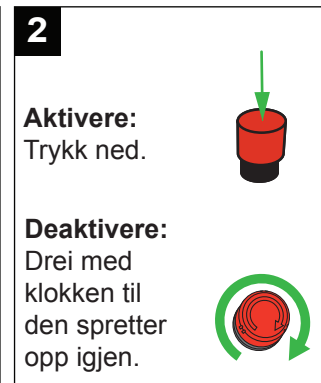 2
Aktivere:
Trykk ned.
Deaktivere:
Drei med
klokken til
den spretter
opp igjen.